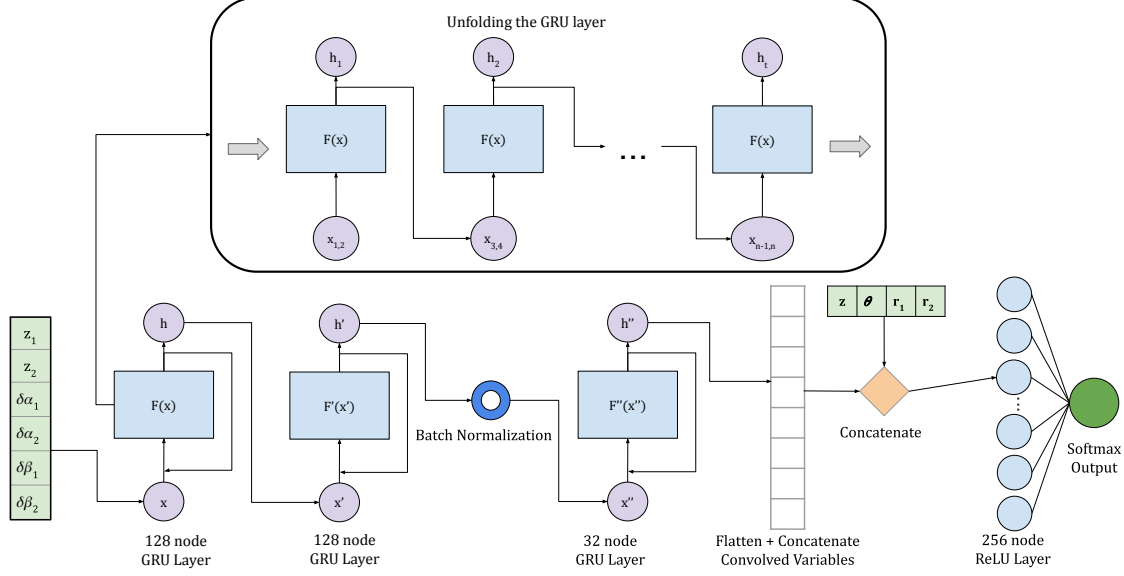 Unfolding the GRU layer
h1 h2 ht
F(x) F(x) ... F(x)
x1,2 x3,4 xn-1,n
z1
z2
δα1
δα2
δβ1
δβ2
h h' h''
F(x) F'(x') F''(x'')
x x' x''
Batch Normalization
z θ r1 r2
Concatenate
Softmax
Output
128 node
GRU Layer
128 node
GRU Layer
32 node
GRU Layer
Flatten + Concatenate
Convolved Variables
256 node
ReLU Layer